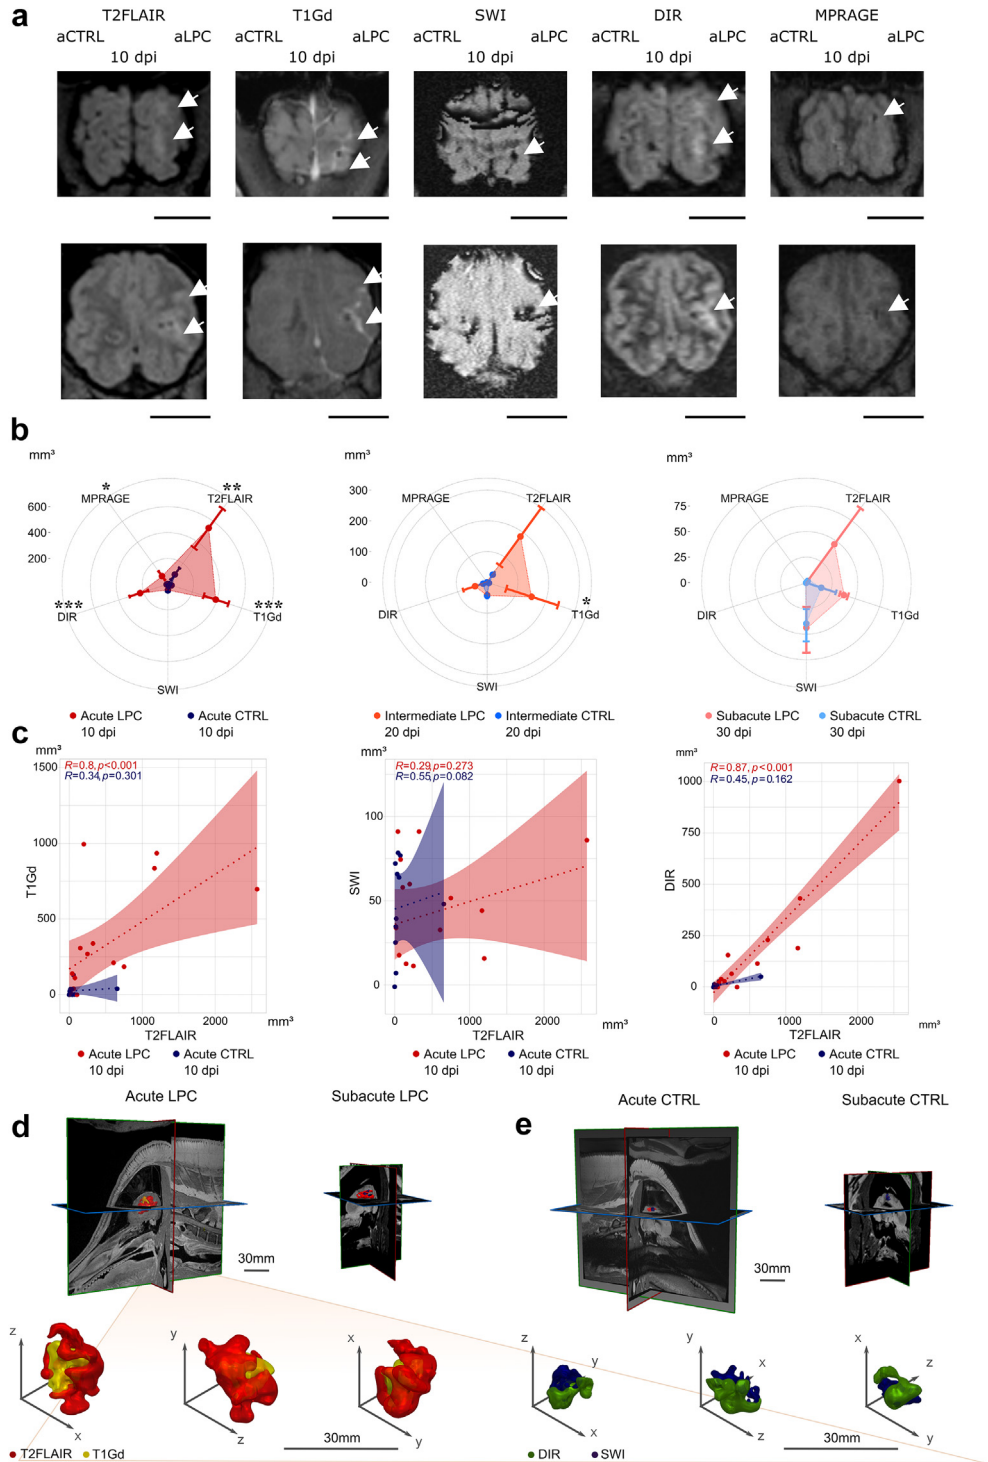 a
T2FLAIR T1Gd SWI DIR MPRAGE
aCTRL aLPC aCTRL aLPC aCTRL aLPC aCTRL aLPC aCTRL aLPC
10 dpi 10 dpi 10 dpi 10 dpi 10 dpi
b
mm³ mm³ mm³
* MPRAGE ** T2FLAIR MPRAGE T2FLAIR MPRAGE T2FLAIR
600 300 75
400 200 50
200 100 25
0 0
*** DIR *** T1Gd DIR * T1Gd DIR T1Gd
SWI SWI SWI
Acute LPC Acute CTRL Intermediate LPC Intermediate CTRL Subacute LPC Subacute CTRL
10 dpi 10 dpi 20 dpi 20 dpi 30 dpi 30 dpi
c
mm³ mm³ mm³
R=0.8, p<0.001 R=0.29, p=0.273 R=0.87, p<0.001
R=0.34, p=0.301 R=0.55, p=0.082 R=0.45, p=0.162
1500 100 1000
1000 50 750
500 0 500
0 250
0
T1Gd SWI DIR
0 1000 2000 mm³ 0 1000 2000 mm³ 0 1000 2000 mm³
T2FLAIR T2FLAIR T2FLAIR
Acute LPC Acute CTRL Acute LPC Acute CTRL Acute LPC Acute CTRL
10 dpi 10 dpi 10 dpi 10 dpi 10 dpi 10 dpi
d
Acute LPC Subacute LPC
30mm
e
Acute CTRL Subacute CTRL
30mm
z x y z x y z y x x y z x z y
30mm 30mm
T2FLAIR T1Gd DIR SWI